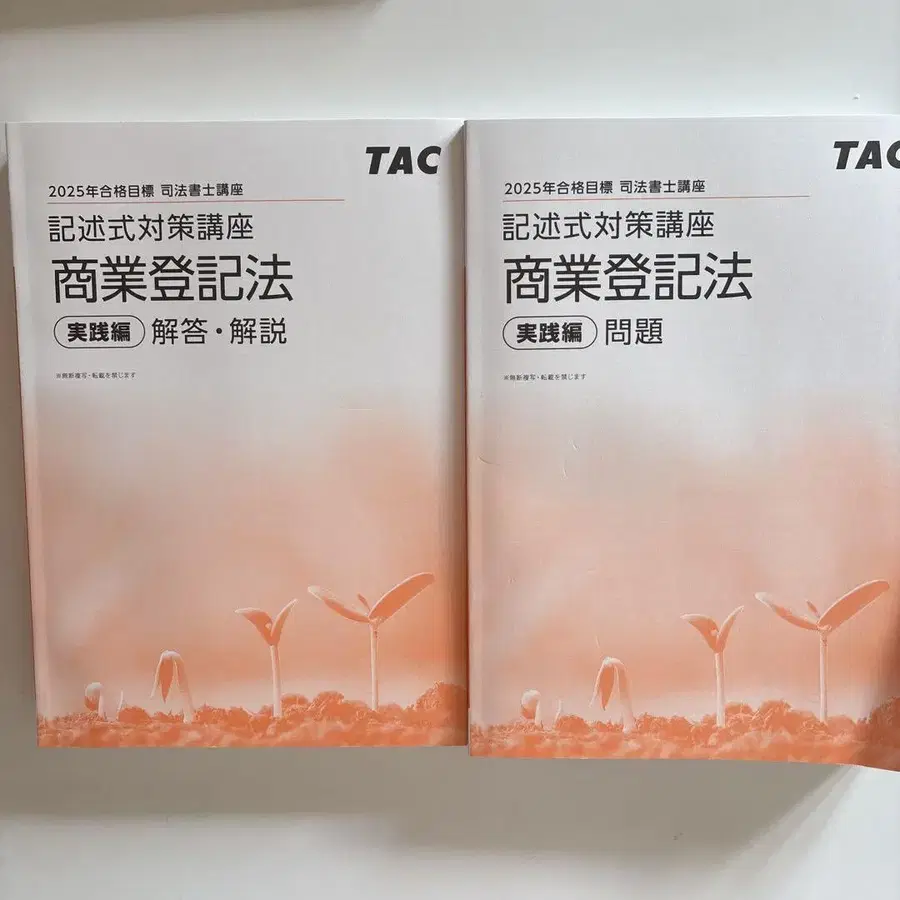 TAC
2025年合格目標 司法書士講座
記述式対策講座
商業登記法
実践編 解答・解説
※無断複写・転載を禁じます
TAC
2025年合格目標 司法書士講座
記述式対策講座
商業登記法
実践編 問題
※無断複写・転載を禁じます